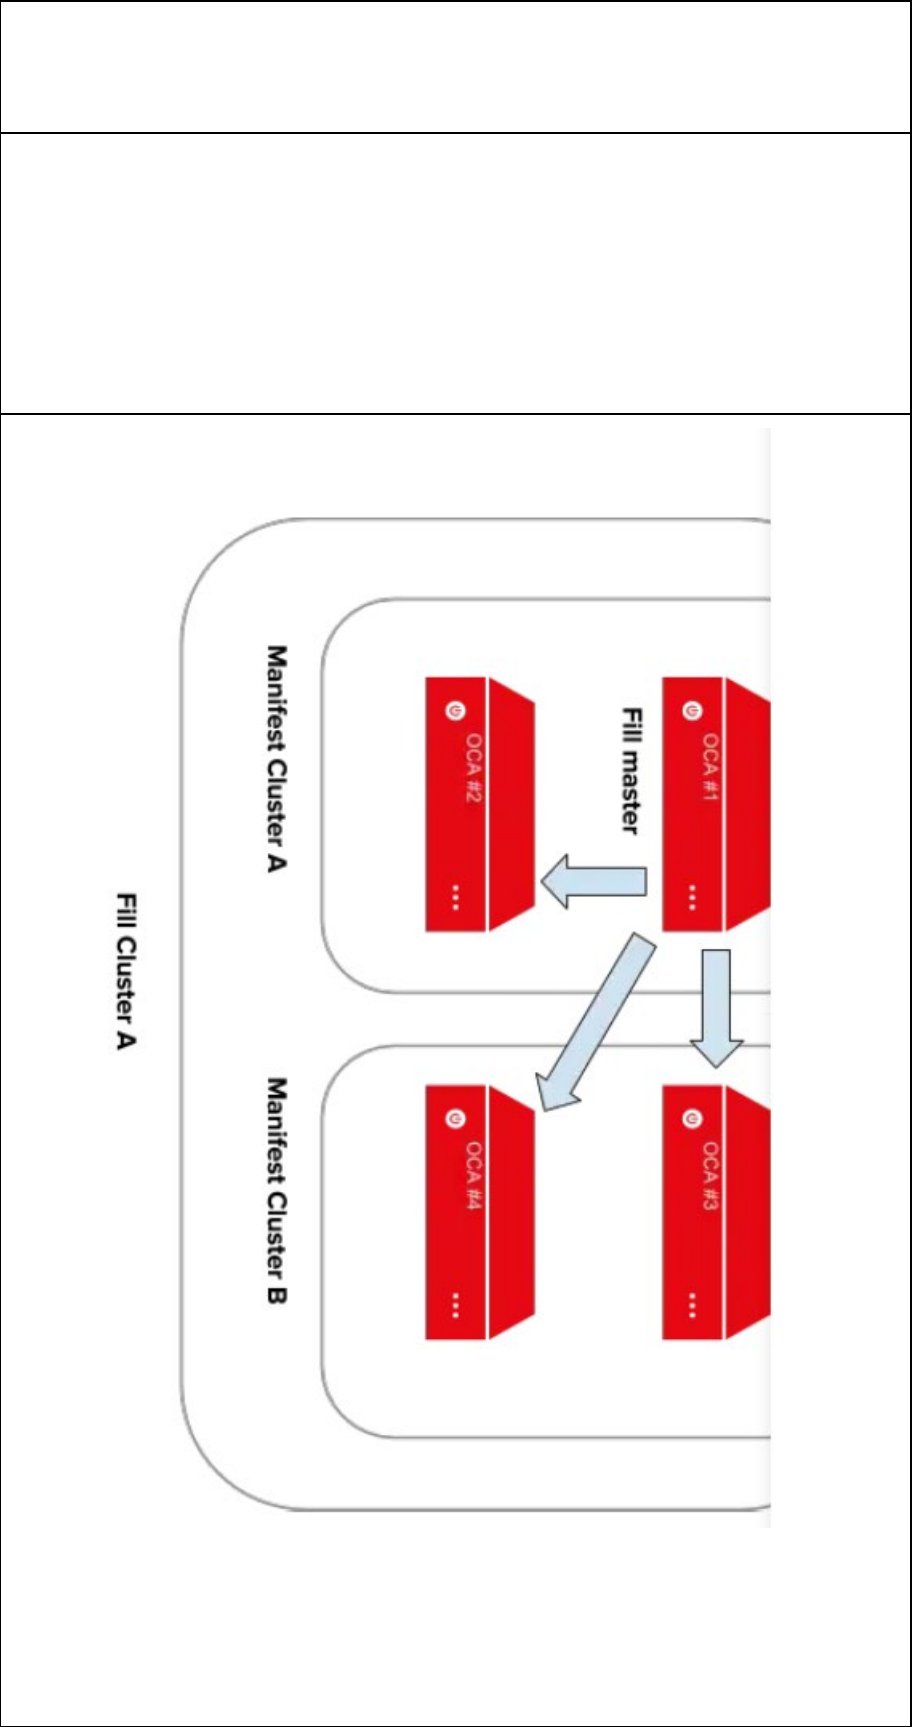 OCA #1
OCA #3
Fill master
OCA #2
OCA #4
Manifest Cluster A
Manifest Cluster B
Fill Cluster A